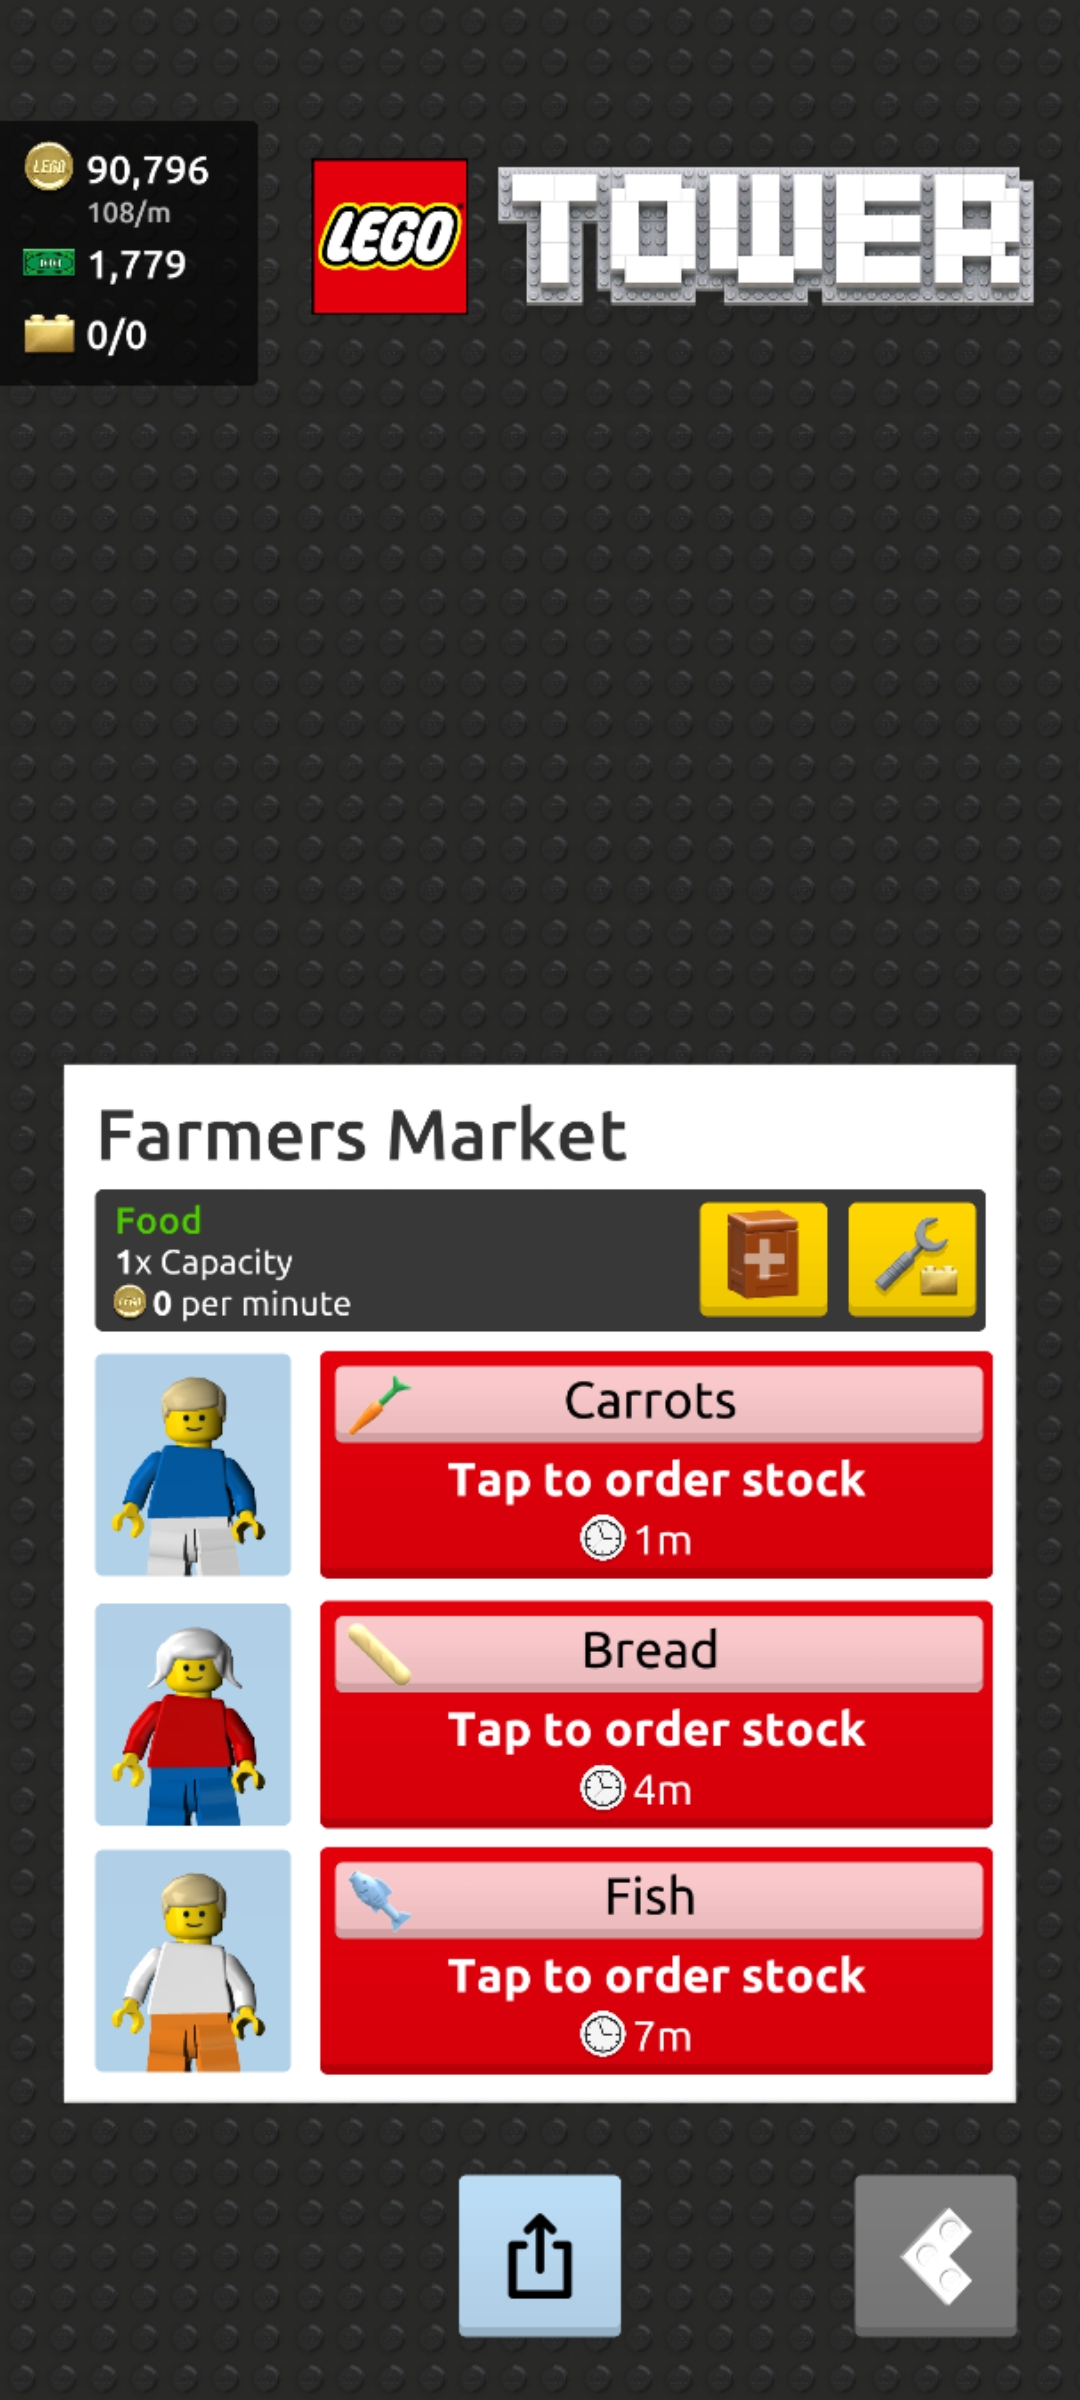 LEGO
90,796
108/m
1,779
0/0
LEGO TOWER
Farmers Market
Food
1x Capacity
0 per minute
Carrots
Tap to order stock
1m
Bread
Tap to order stock
4m
Fish
Tap to order stock
7m